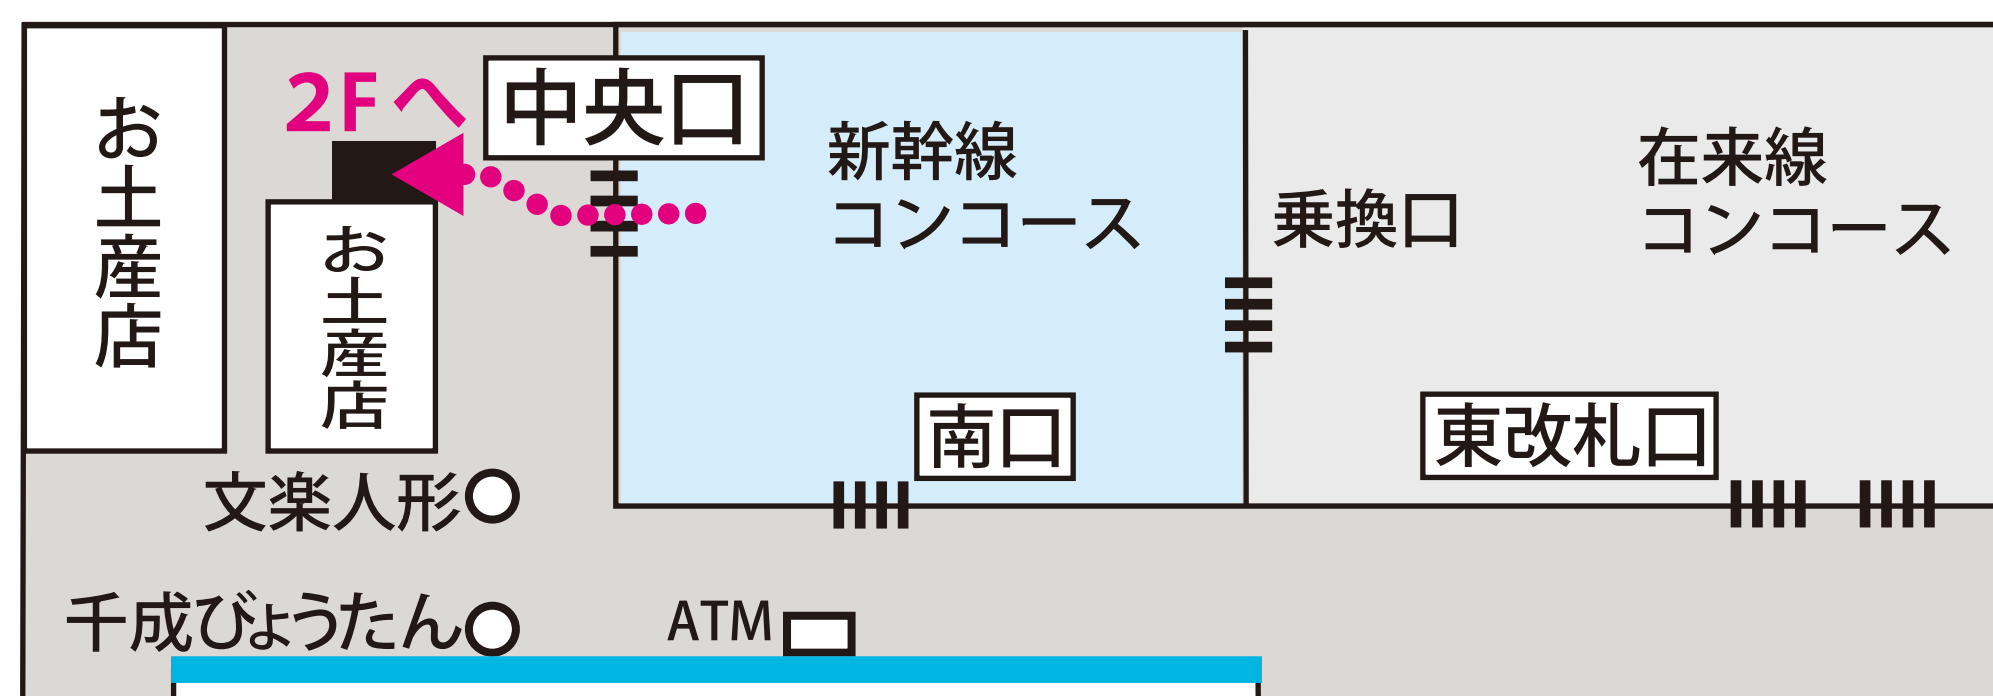 お土産店
2Fへ
中央口
お土産店
新幹線
コンコース
乗換口
在来線
コンコース
南口
東改札口
文楽人形
千成びょうたん
ATM